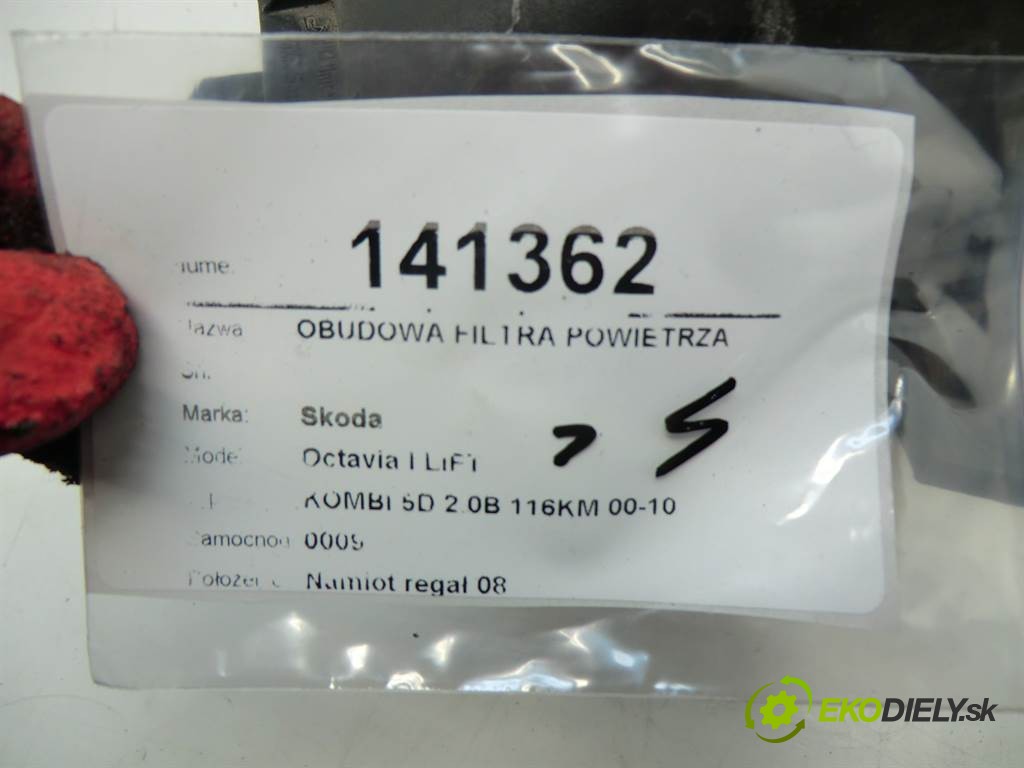 141362
OBUDOWA FILTRA POWIETRZA
Marka: Skoda
Octavia I LIFT
KOMBI 5D 2.0B 116KM 00-10
0009
Namiot regał 08
EKODIELY.sk